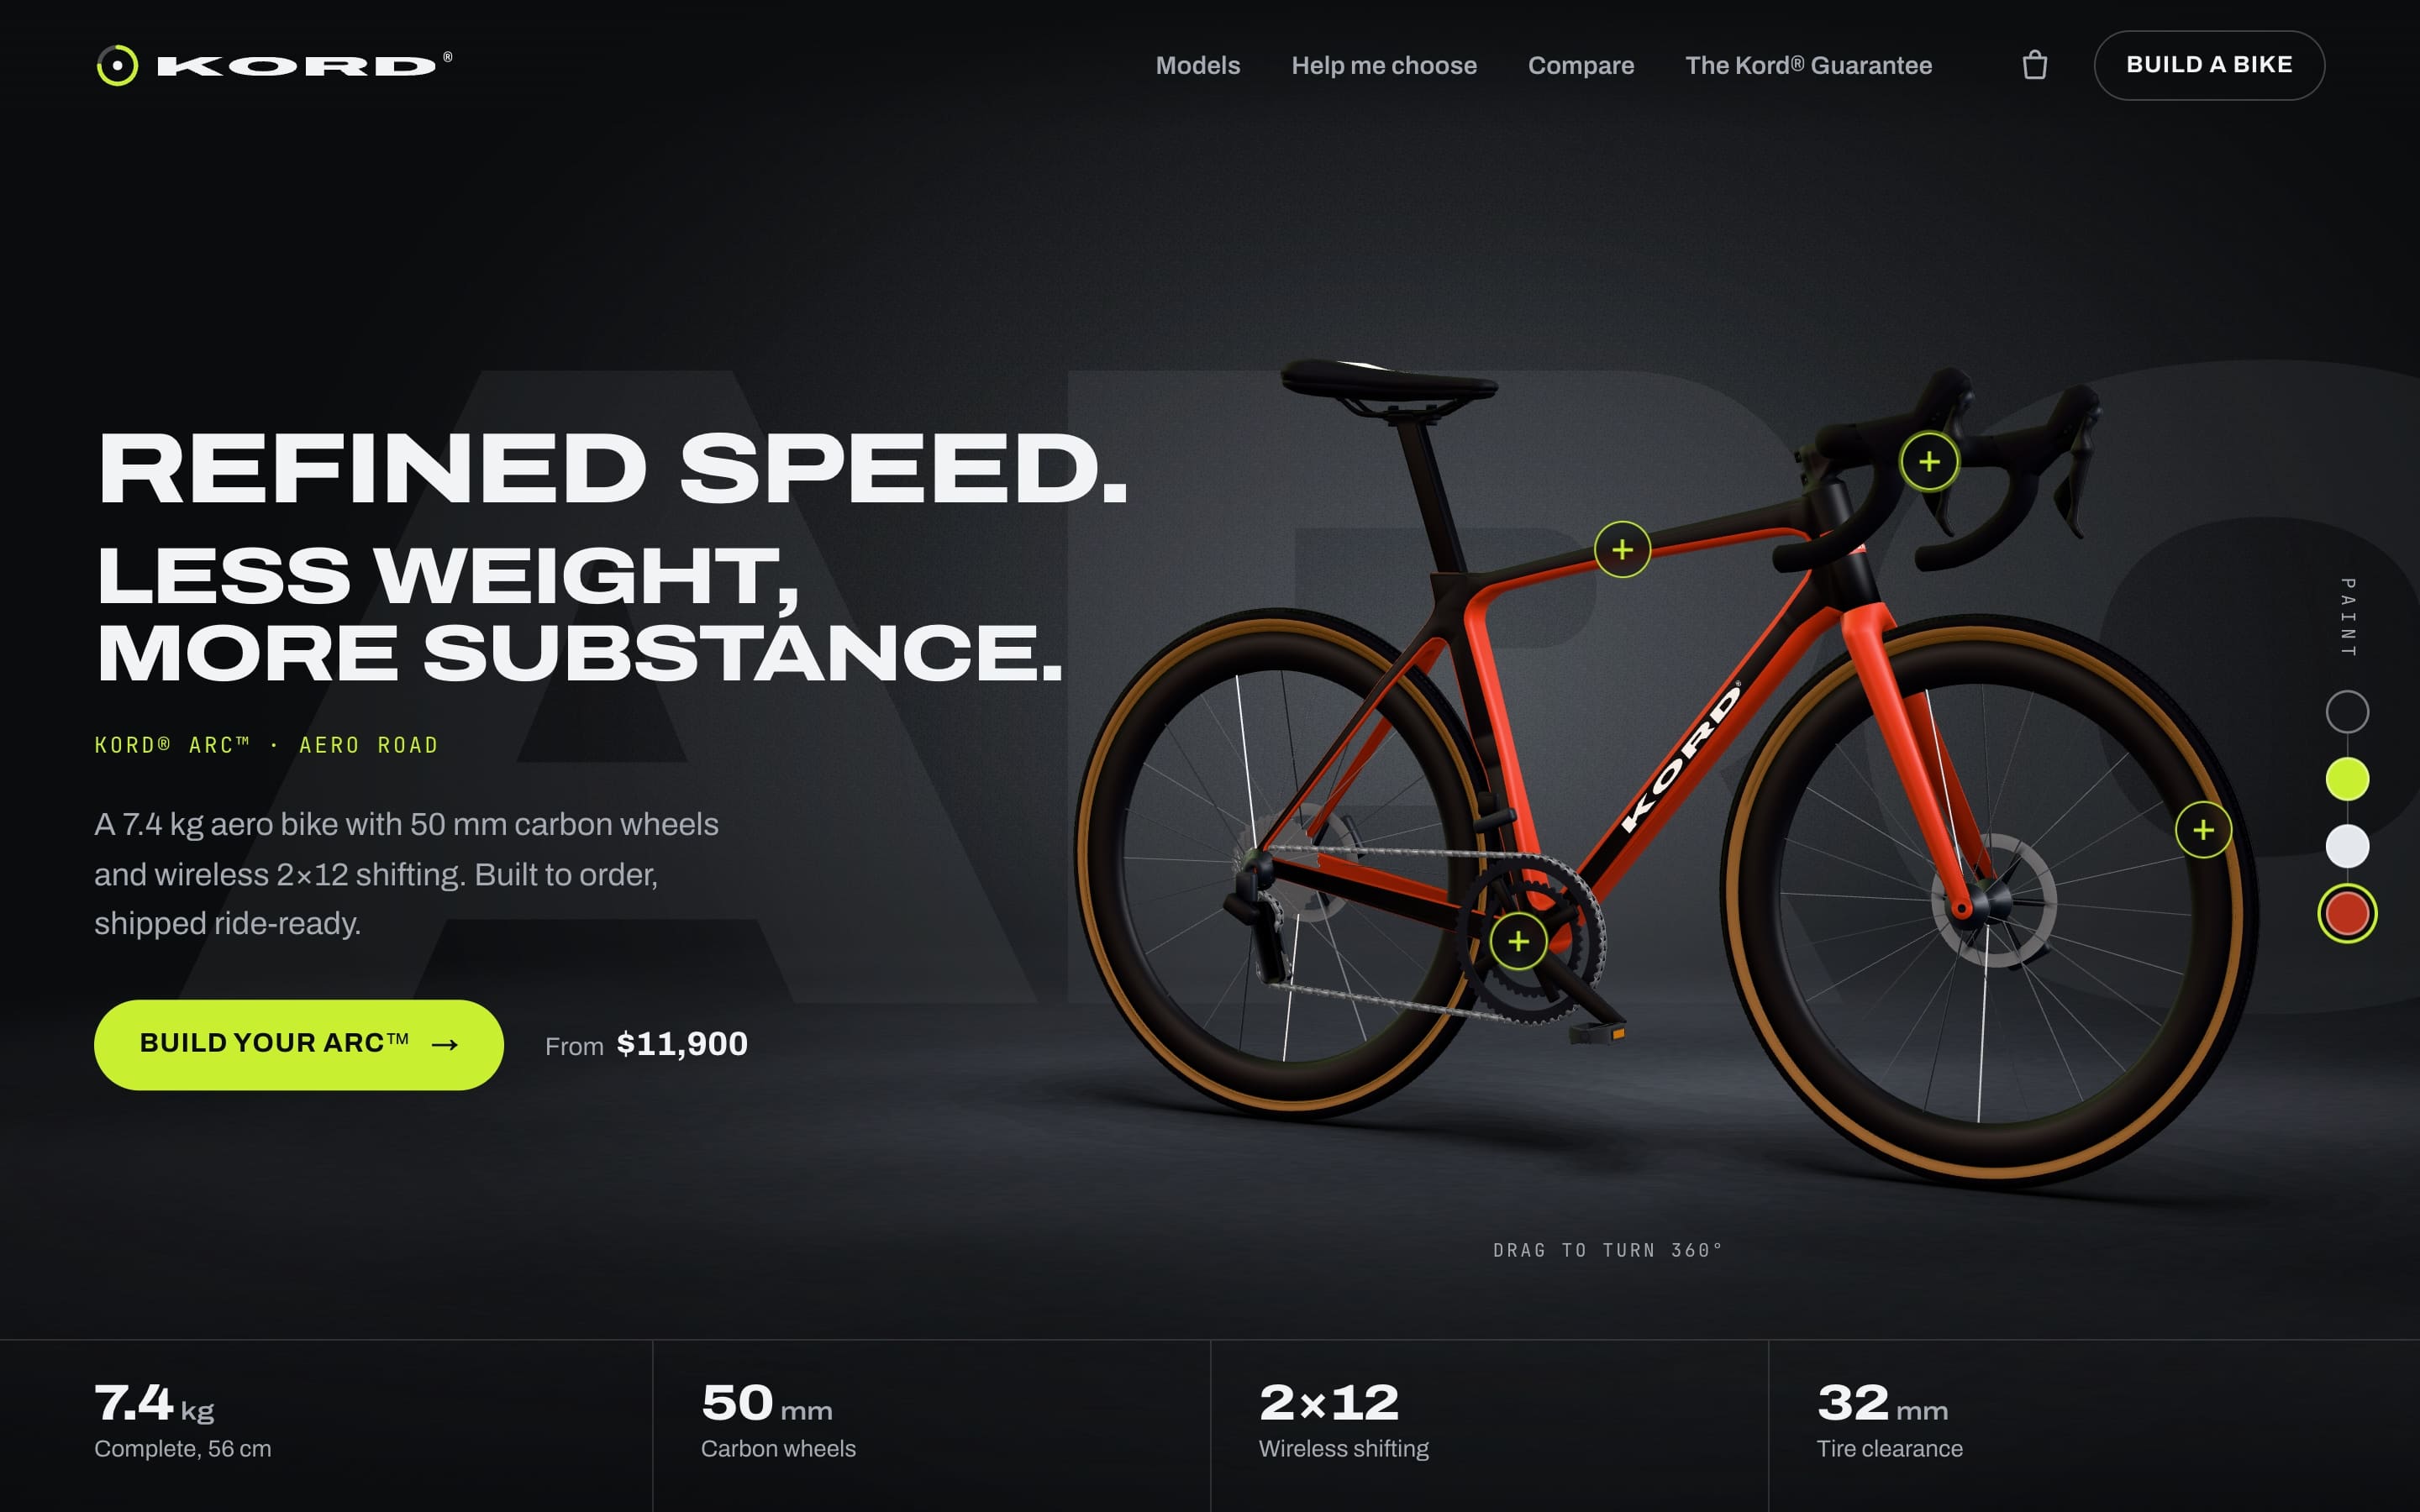 KORD®
Models
Help me choose
Compare
The Kord® Guarantee
BUILD A BIKE
ARC
REFINED SPEED.
LESS WEIGHT,
MORE SUBSTANCE.
KORD® ARC™ · AERO ROAD
A 7.4 kg aero bike with 50 mm carbon wheels
and wireless 2×12 shifting. Built to order,
shipped ride-ready.
BUILD YOUR ARC™ →
From $11,900
KORD®
PAINT
DRAG TO TURN 360°
7.4 kg
Complete, 56 cm
50 mm
Carbon wheels
2×12
Wireless shifting
32 mm
Tire clearance